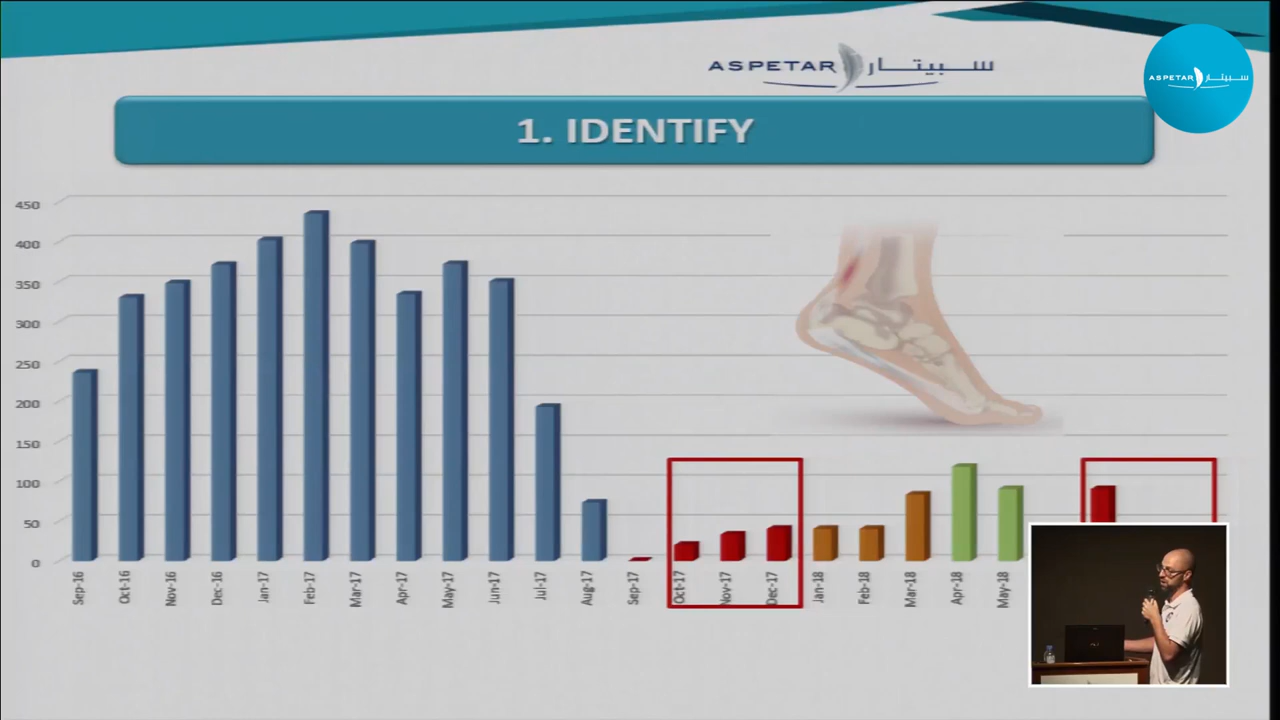 ASPETAR سبيتار
ASPETAR سبيتار
1. IDENTIFY
450
400
350
300
250
200
150
100
50
0
Sep-16
Oct-16
Nov-16
Dec-16
Jan-17
Feb-17
Mar-17
Apr-17
May-17
Jun-17
Jul-17
Aug-17
Sep-17
Oct-17
Nov-17
Dec-17
Jan-18
Feb-18
Mar-18
Apr-18
May-18